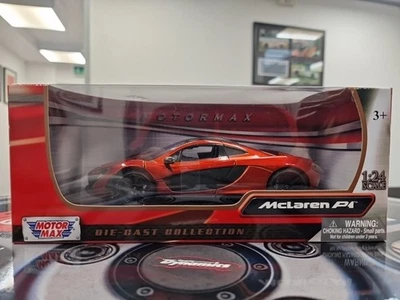 MOTORMAX
3+
1:24
SCALE
McLaren P1
MOTOR
MAX
DIE-CAST COLLECTION
WARNING:
CHOKING HAZARD - Small parts.
Not for children under 3 years.
Dynamics